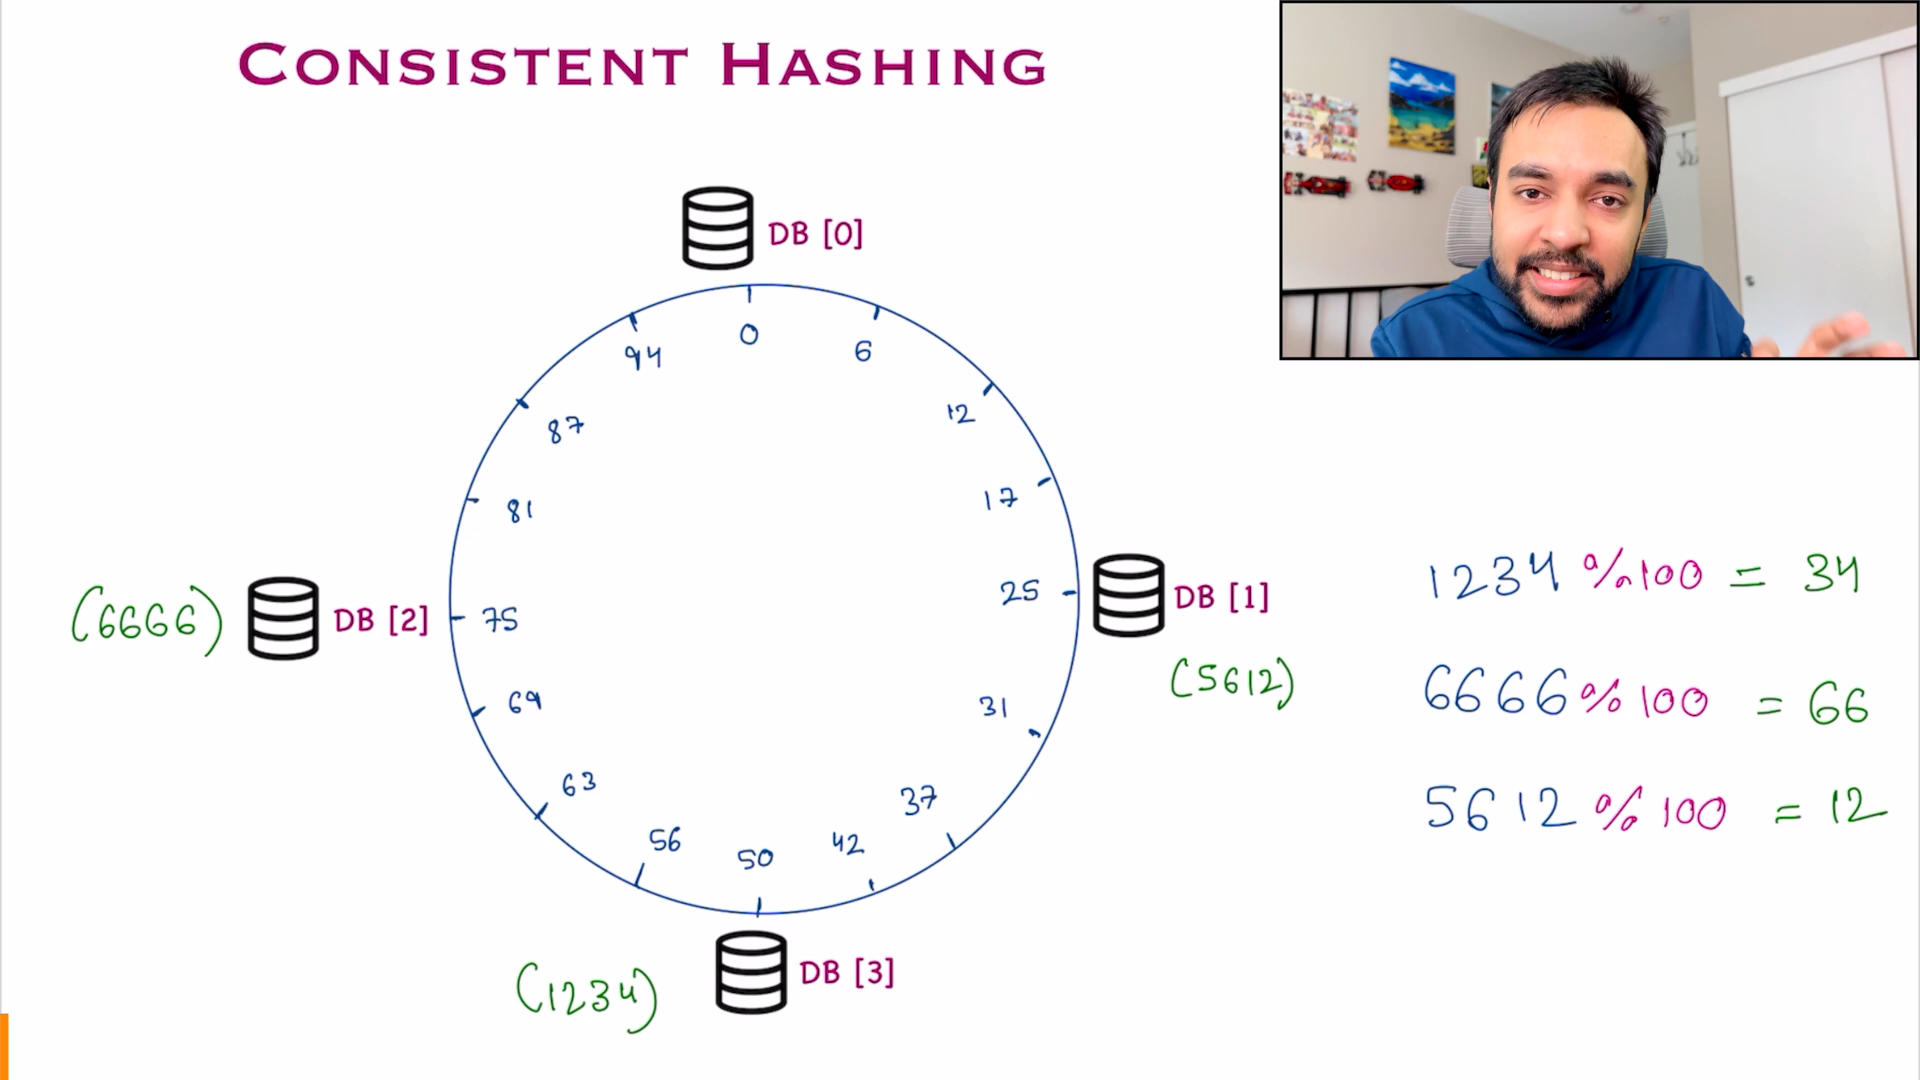 CONSISTENT HASHING
DB [0]
0
94
6
87
12
81
17
25
DB [1]
(5612)
(6666)
DB [2]
75
69
31
63
37
56
50
42
(1234)
DB [3]
1234 % 100 = 34
6666 % 100 = 66
5612 % 100 = 12